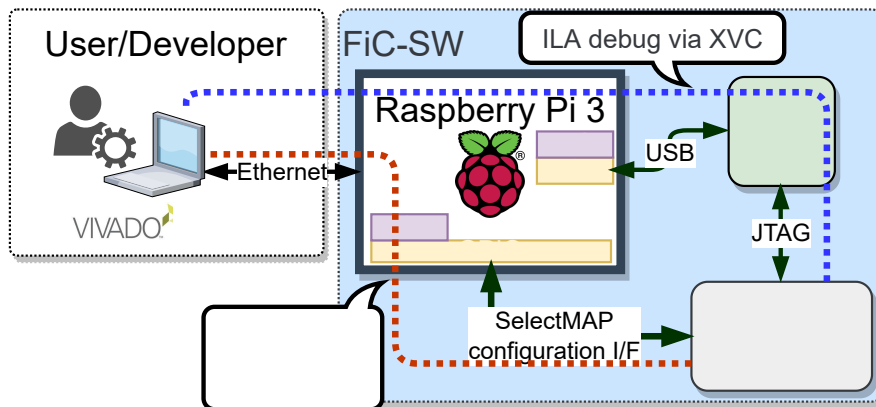 User/Developer
FiC-SW
ILA debug via XVC
Raspberry Pi 3
®
USB
Ethernet
VIVADO
JTAG
SelectMAP
configuration I/F